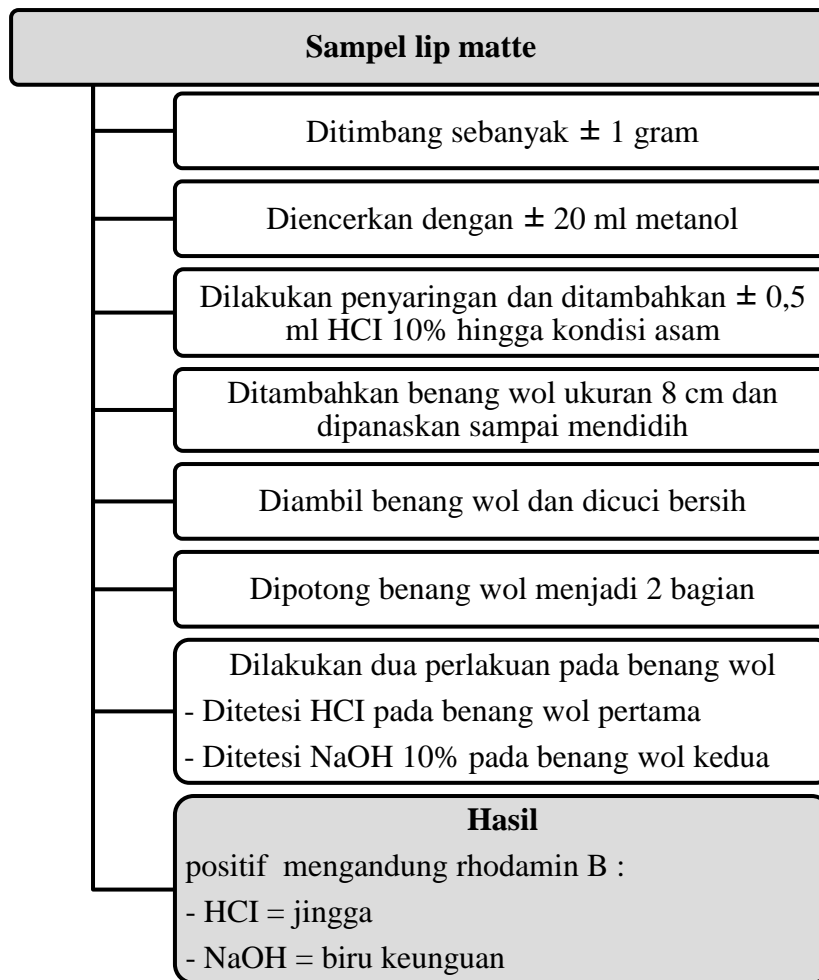 Sampel lip matte
Ditimbang sebanyak ± 1 gram
Diencerkan dengan ± 20 ml metanol
Dilakukan penyaringan dan ditambahkan ± 0,5
ml HCI 10% hingga kondisi asam
Ditambahkan benang wol ukuran 8 cm dan
dipanaskan sampai mendidih
Diambil benang wol dan dicuci bersih
Dipotong benang wol menjadi 2 bagian
Dilakukan dua perlakuan pada benang wol
- Ditetesi HCI pada benang wol pertama
- Ditetesi NaOH 10% pada benang wol kedua
Hasil
positif mengandung rhodamin B :
- HCI = jingga
- NaOH = biru keunguan